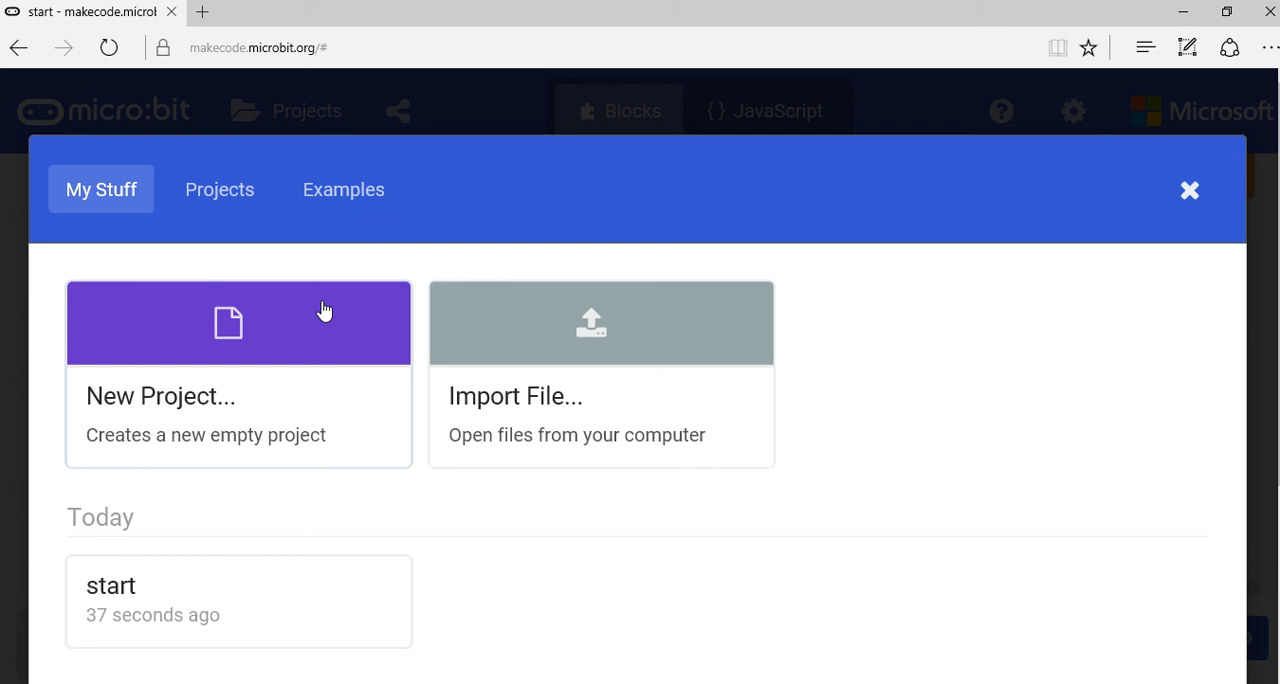 start - makecode.microb
makecode.microbit.org/#
micro:bit
Projects
Blocks
{ } JavaScript
Microsoft
My Stuff
Projects
Examples
New Project...
Creates a new empty project
Import File...
Open files from your computer
Today
start
37 seconds ago